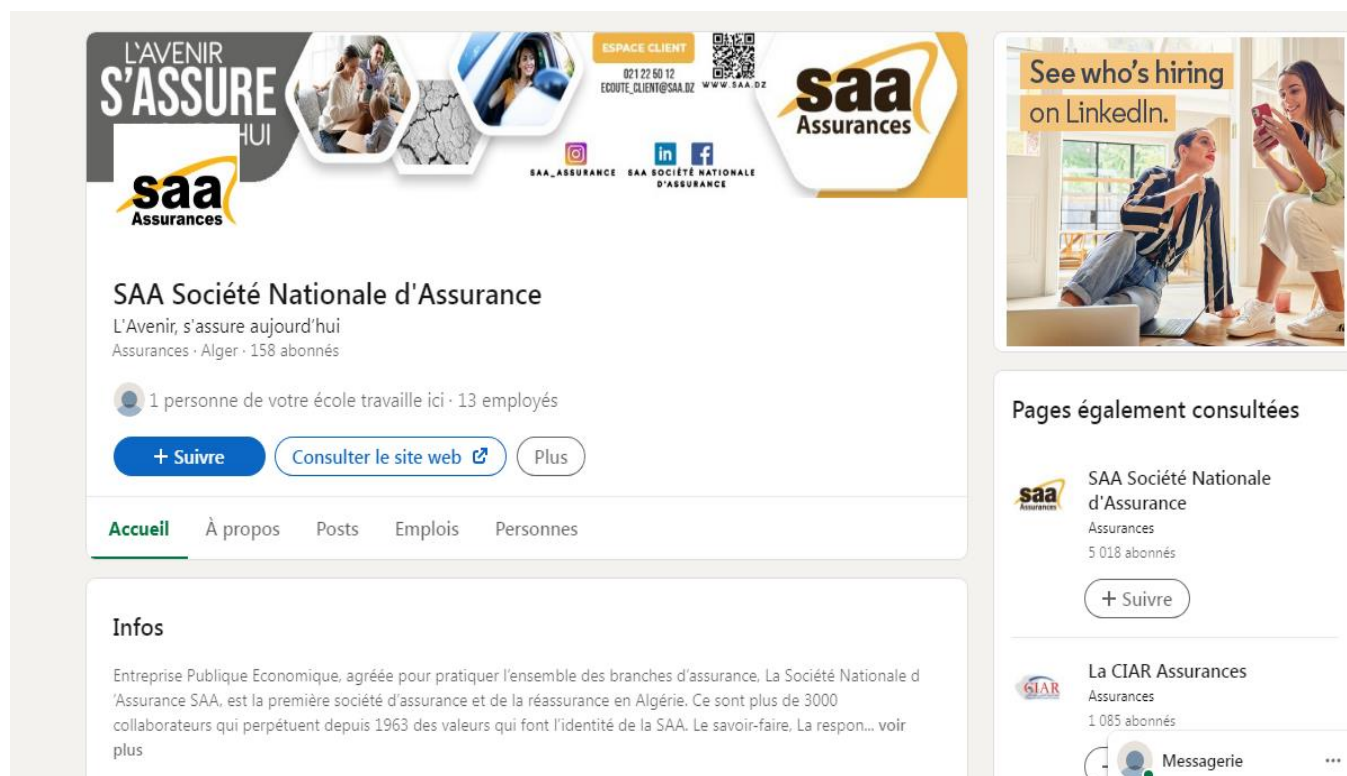 L'AVENIR
S'ASSURE
HUI
ESPACE CLIENT
021 22 50 12
ECOUTE_CLIENT@SAA.DZ
WWW.SAA.DZ
SAA_ASSURANCE
SAA SOCIÉTÉ NATIONALE
D'ASSURANCE
saa
Assurances
saa
Assurances
SAA Société Nationale d'Assurance
L'Avenir, s'assure aujourd'hui
Assurances · Alger · 158 abonnés
1 personne de votre école travaille ici · 13 employés
+ Suivre
Consulter le site web
Plus
Accueil
À propos
Posts
Emplois
Personnes
Infos
Entreprise Publique Economique, agréée pour pratiquer l'ensemble des branches d'assurance, La Société Nationale d
'Assurance SAA, est la première société d'assurance et de la réassurance en Algérie. Ce sont plus de 3000
collaborateurs qui perpétuent depuis 1963 des valeurs qui font l'identité de la SAA. Le savoir-faire, La respon... voir
plus
See who's hiring
on LinkedIn.
Pages également consultées
saa
Assurances
SAA Société Nationale
d'Assurance
Assurances
5 018 abonnés
+ Suivre
CIAR
La CIAR Assurances
Assurances
1 085 abonnés
Messagerie